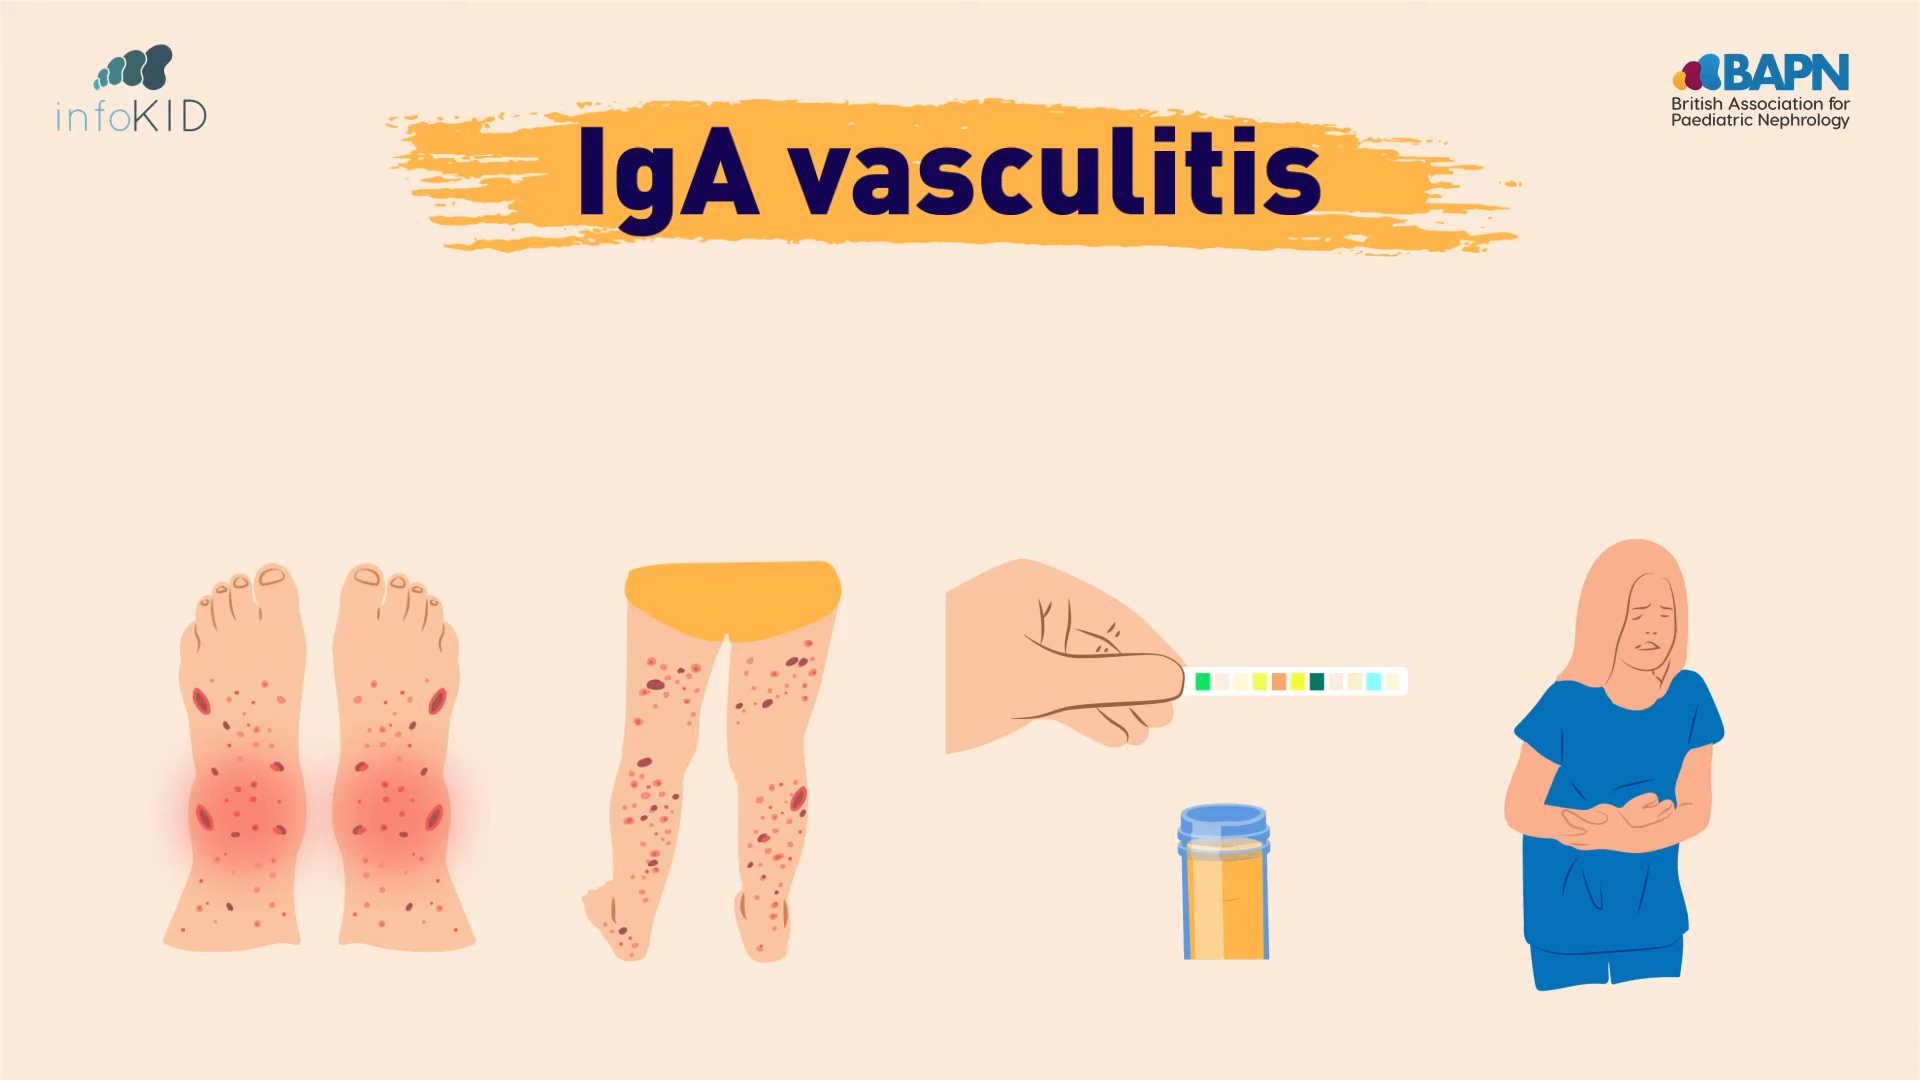 infoKID
BAPN
British Association for
Paediatric Nephrology
IgA vasculitis